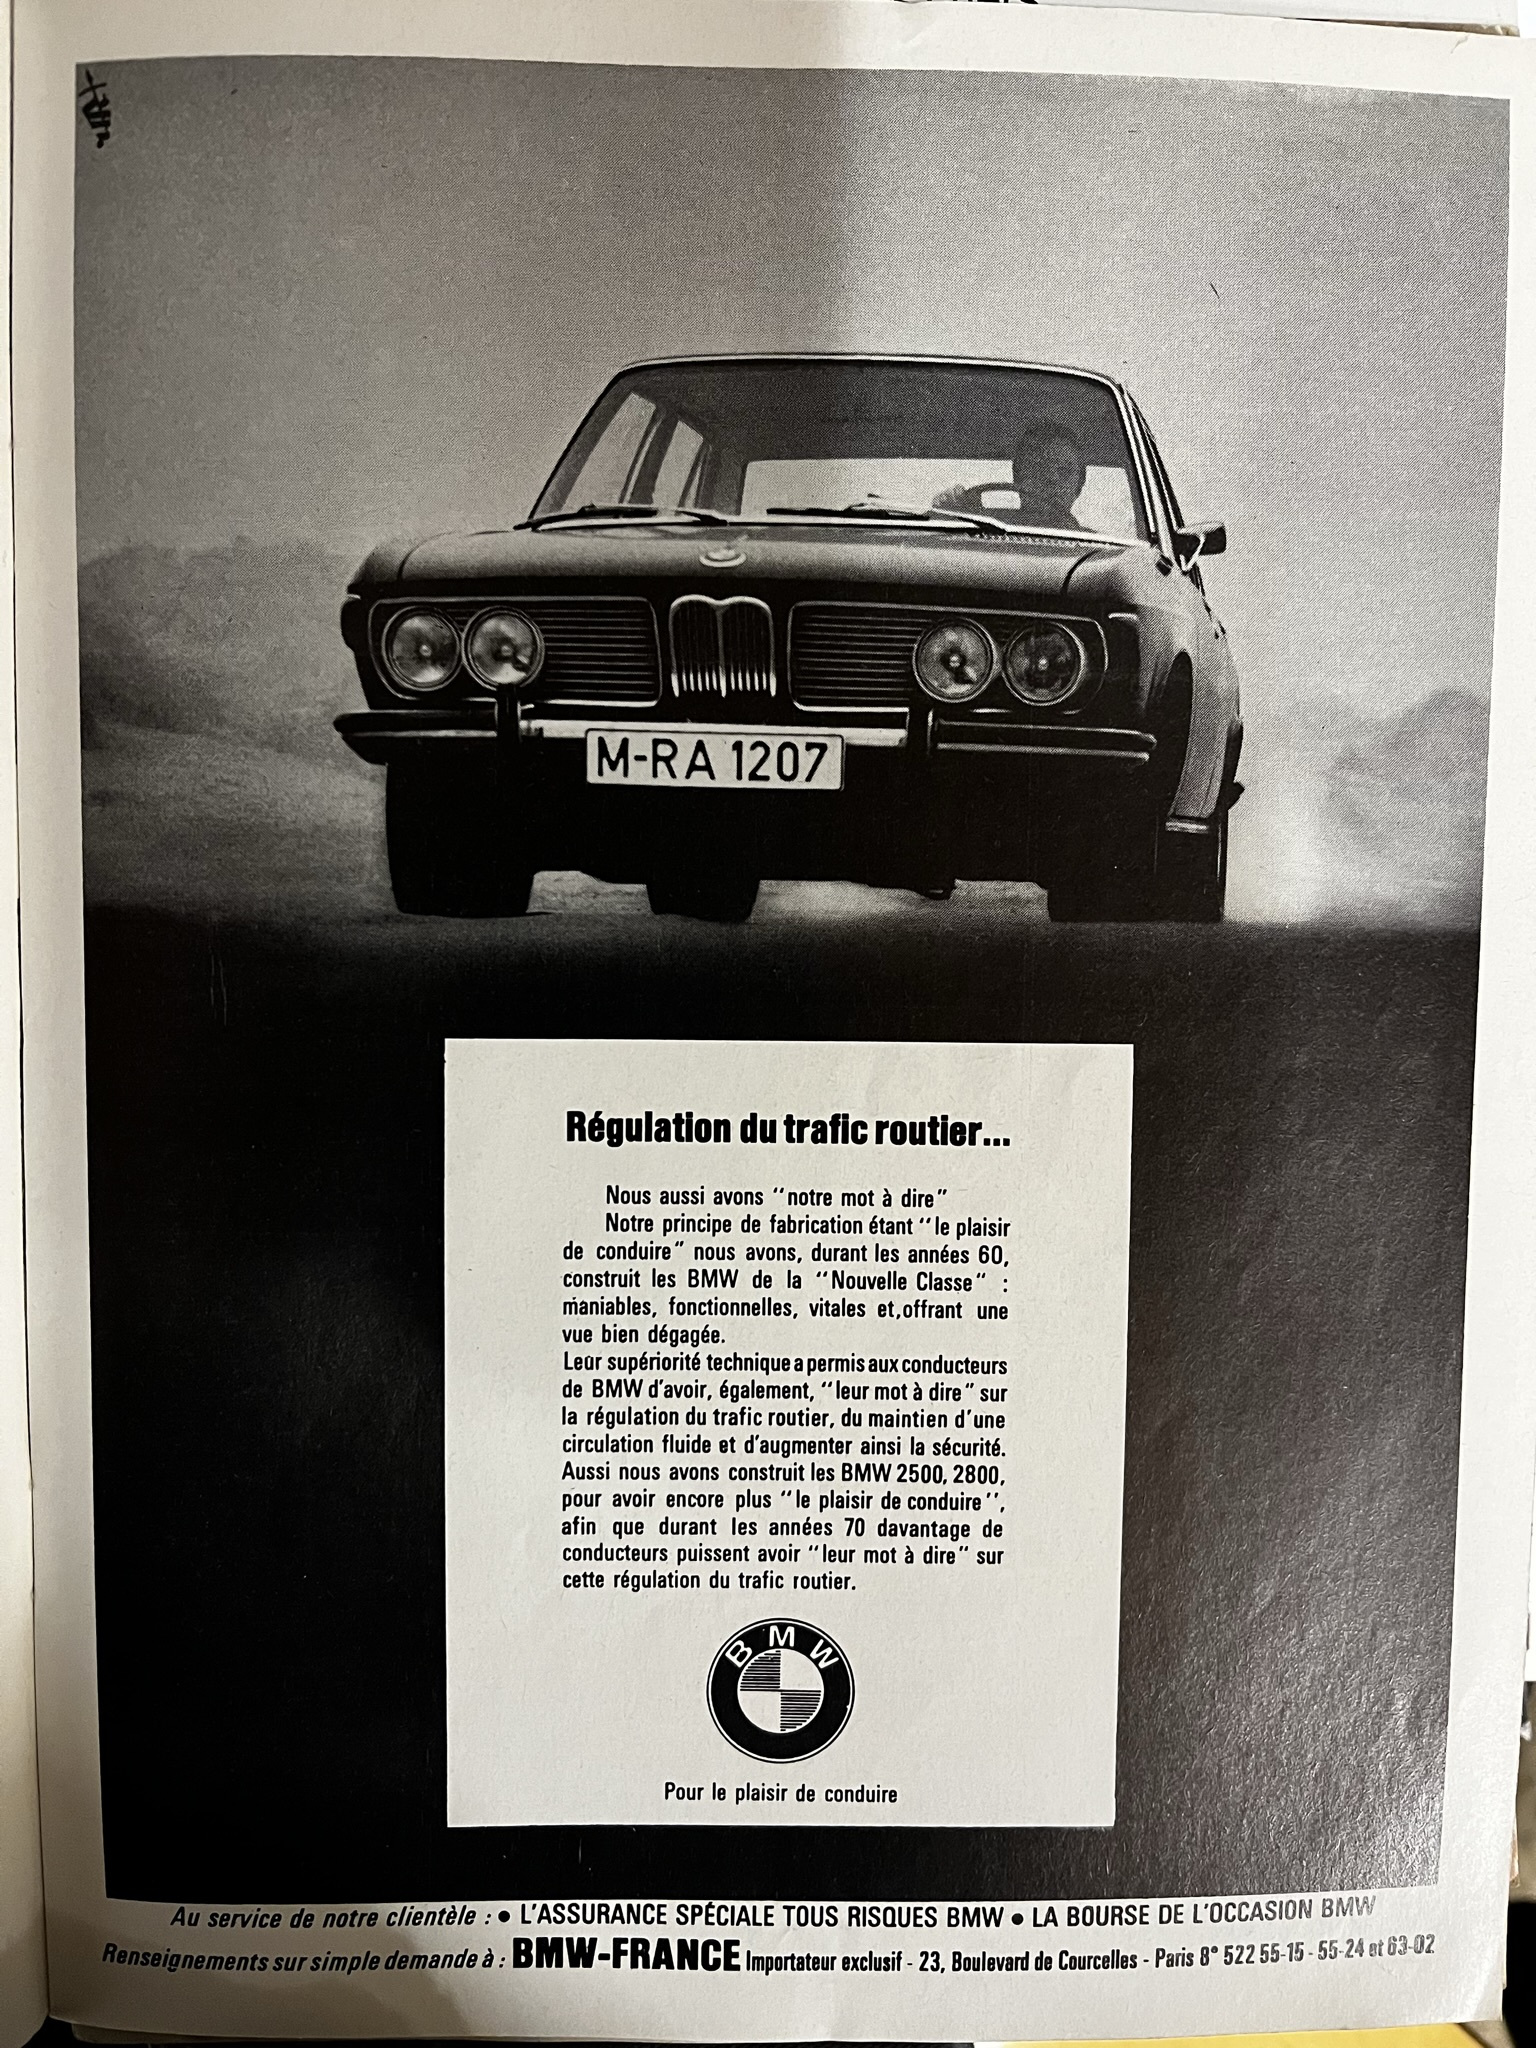 M-RA 1207
Régulation du trafic routier...
Nous aussi avons “notre mot à dire”
Notre principe de fabrication étant “le plaisir
de conduire” nous avons, durant les années 60,
construit les BMW de la “Nouvelle Classe” :
maniables, fonctionnelles, vitales et,offrant une
vue bien dégagée.
Leur supériorité technique a permis aux conducteurs
de BMW d'avoir, également, “leur mot à dire” sur
la régulation du trafic routier, du maintien d'une
circulation fluide et d'augmenter ainsi la sécurité.
Aussi nous avons construit les BMW 2500, 2800,
pour avoir encore plus “le plaisir de conduire”,
afin que durant les années 70 davantage de
conducteurs puissent avoir “leur mot à dire” sur
cette régulation du trafic routier.
BMW
Pour le plaisir de conduire
Au service de notre clientèle : ● L'ASSURANCE SPÉCIALE TOUS RISQUES BMW ● LA BOURSE DE L'OCCASION BMW
Renseignements sur simple demande à : BMW-FRANCE Importateur exclusif - 23, Boulevard de Courcelles - Paris 8° 522 55-15 - 55-24 et 63-02